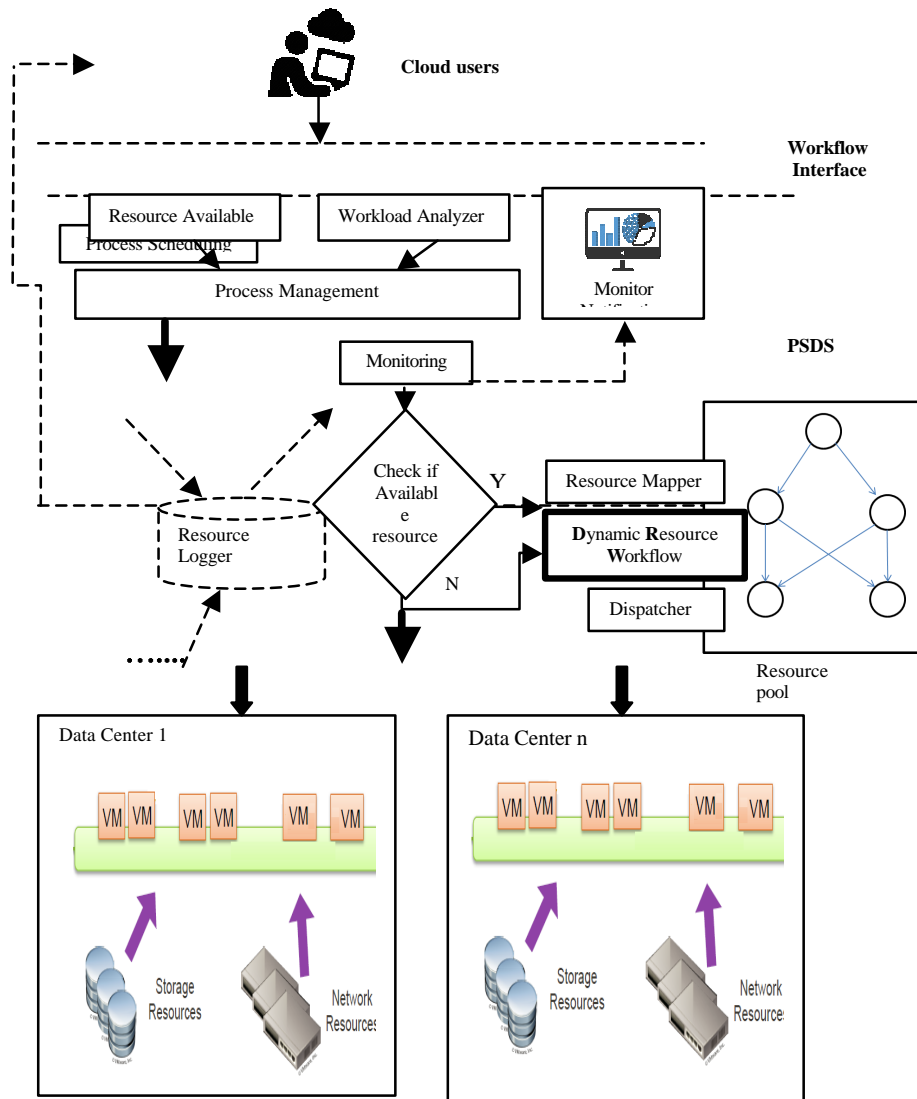 Cloud users
Workflow
Interface
Resource Available
Workload Analyzer
Process Scheduling
Process Management
Monitor
PSDS
Monitoring
Check if
Availabl
e
resource
Y
N
Resource Mapper
Dynamic Resource
Workflow
Dispatcher
Resource
Logger
Resource
pool
Data Center 1
VM
VM
VM
VM
VM
VM
Storage
Resources
Network
Resources
Data Center n
VM
VM
VM
VM
VM
VM
Storage
Resources
Network
Resources